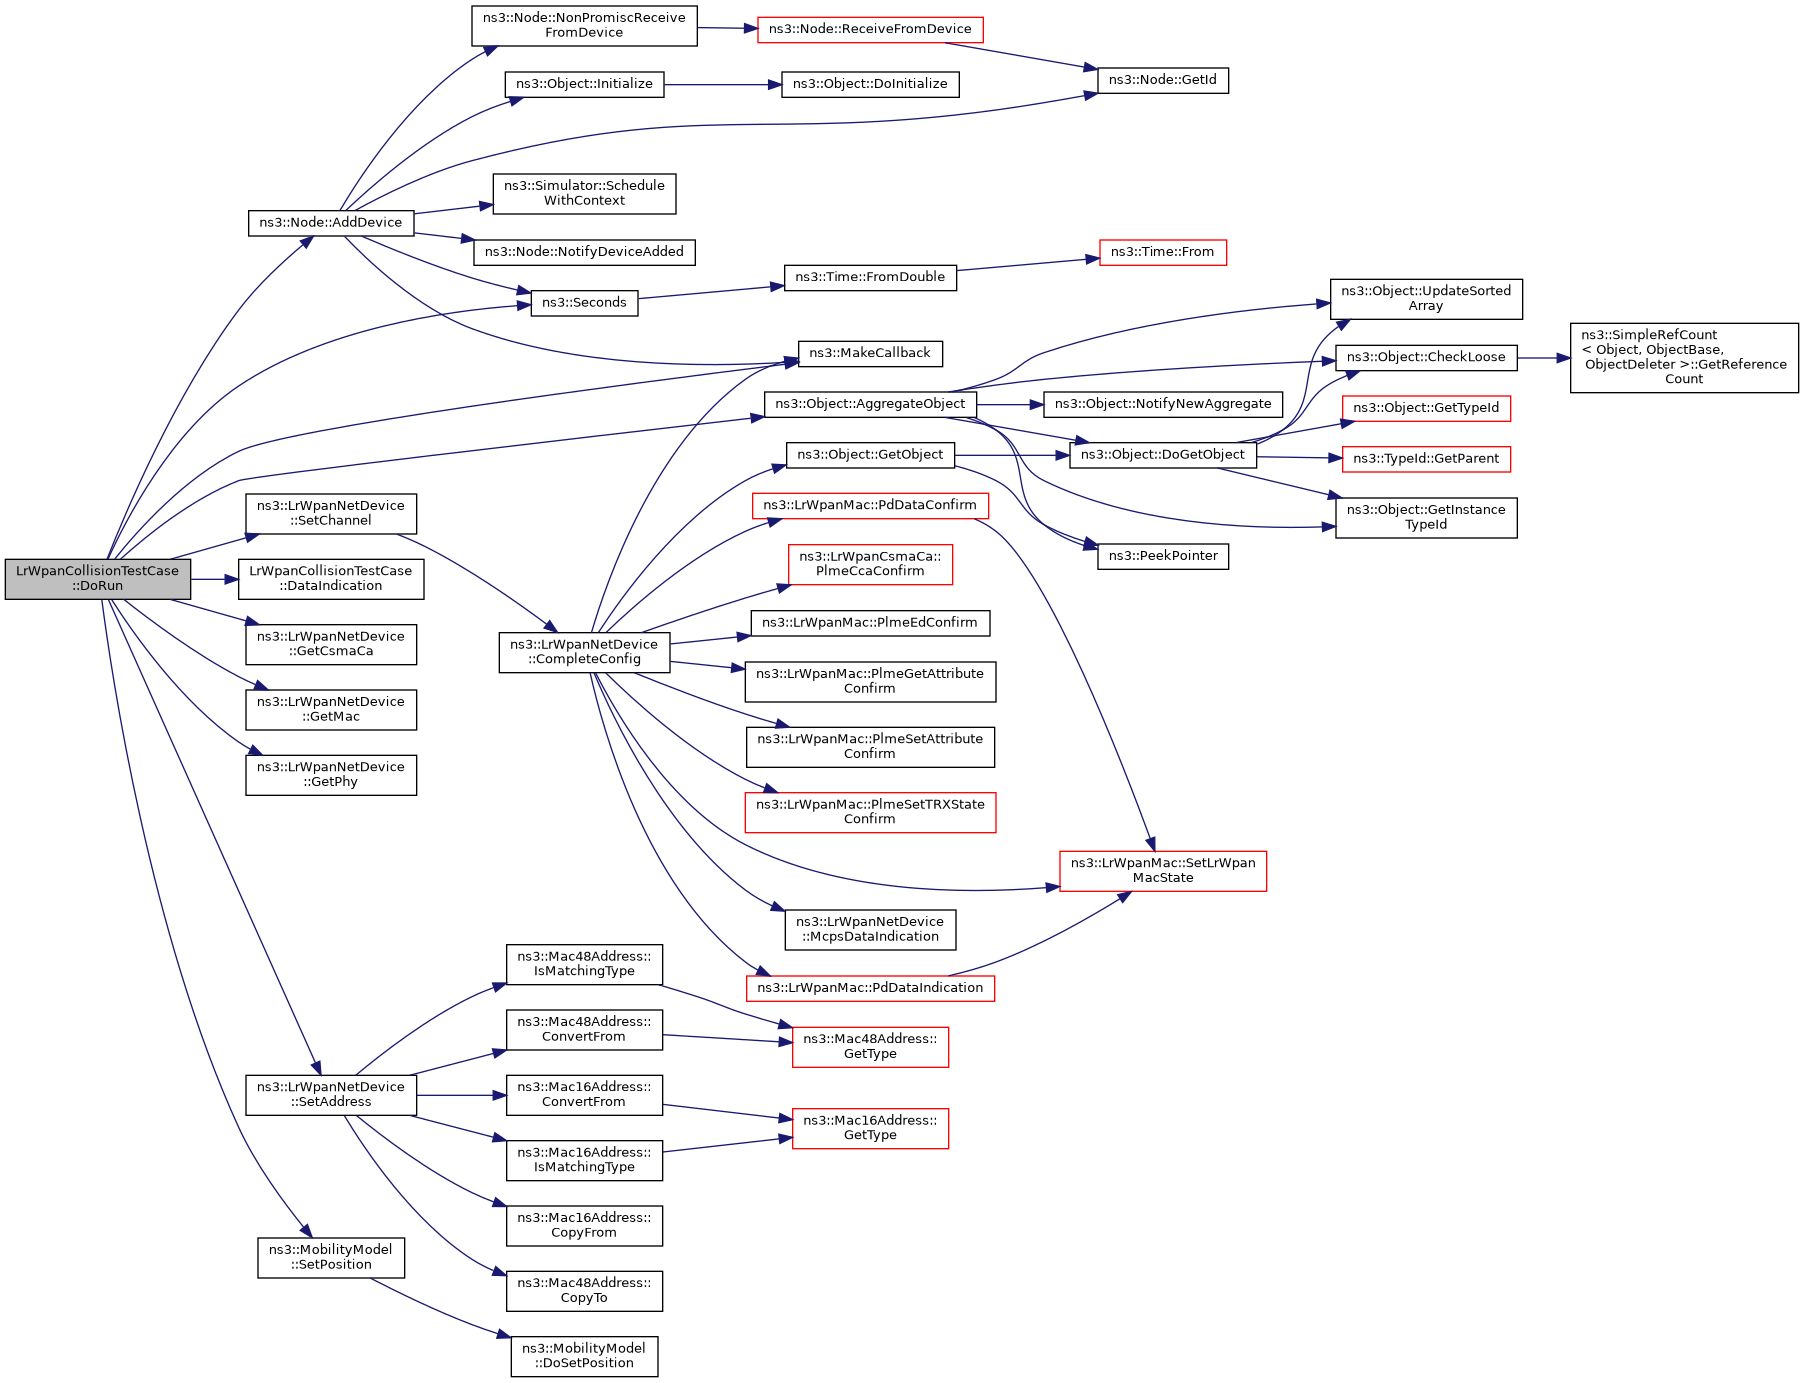 ns3::Node::NonPromiscReceive
FromDevice
ns3::Node::ReceiveFromDevice
ns3::Node::GetId
ns3::Object::Initialize
ns3::Object::DoInitialize
ns3::Simulator::Schedule
WithContext
ns3::Node::AddDevice
ns3::Node::NotifyDeviceAdded
ns3::Time::From
ns3::Time::FromDouble
ns3::Seconds
ns3::Object::UpdateSorted
Array
ns3::MakeCallback
ns3::Object::CheckLoose
ns3::SimpleRefCount
< Object, ObjectBase,
ObjectDeleter >::GetReference
Count
ns3::Object::AggregateObject
ns3::Object::NotifyNewAggregate
ns3::Object::GetTypeId
ns3::Object::GetObject
ns3::Object::DoGetObject
ns3::TypeId::GetParent
ns3::LrWpanNetDevice
::SetChannel
ns3::LrWpanMac::PdDataConfirm
ns3::Object::GetInstance
TypeId
ns3::PeekPointer
LrWpanCollisionTestCase
::DoRun
LrWpanCollisionTestCase
::DataIndication
ns3::LrWpanCsmaCa::
PlmeCcaConfirm
ns3::LrWpanNetDevice
::GetCsmaCa
ns3::LrWpanNetDevice
::CompleteConfig
ns3::LrWpanMac::PlmeEdConfirm
ns3::LrWpanMac::PlmeGetAttribute
Confirm
ns3::LrWpanNetDevice
::GetMac
ns3::LrWpanMac::PlmeSetAttribute
Confirm
ns3::LrWpanNetDevice
::GetPhy
ns3::LrWpanMac::PlmeSetTRXState
Confirm
ns3::LrWpanMac::SetLrWpan
MacState
ns3::LrWpanNetDevice
::McpsDataIndication
ns3::LrWpanMac::PdDataIndication
ns3::Mac48Address::
IsMatchingType
ns3::Mac48Address::
ConvertFrom
ns3::Mac48Address::
GetType
ns3::LrWpanNetDevice
::SetAddress
ns3::Mac16Address::
ConvertFrom
ns3::Mac16Address::
GetType
ns3::Mac16Address::
IsMatchingType
ns3::Mac16Address::
CopyFrom
ns3::MobilityModel
::SetPosition
ns3::Mac48Address::
CopyTo
ns3::MobilityModel
::DoSetPosition